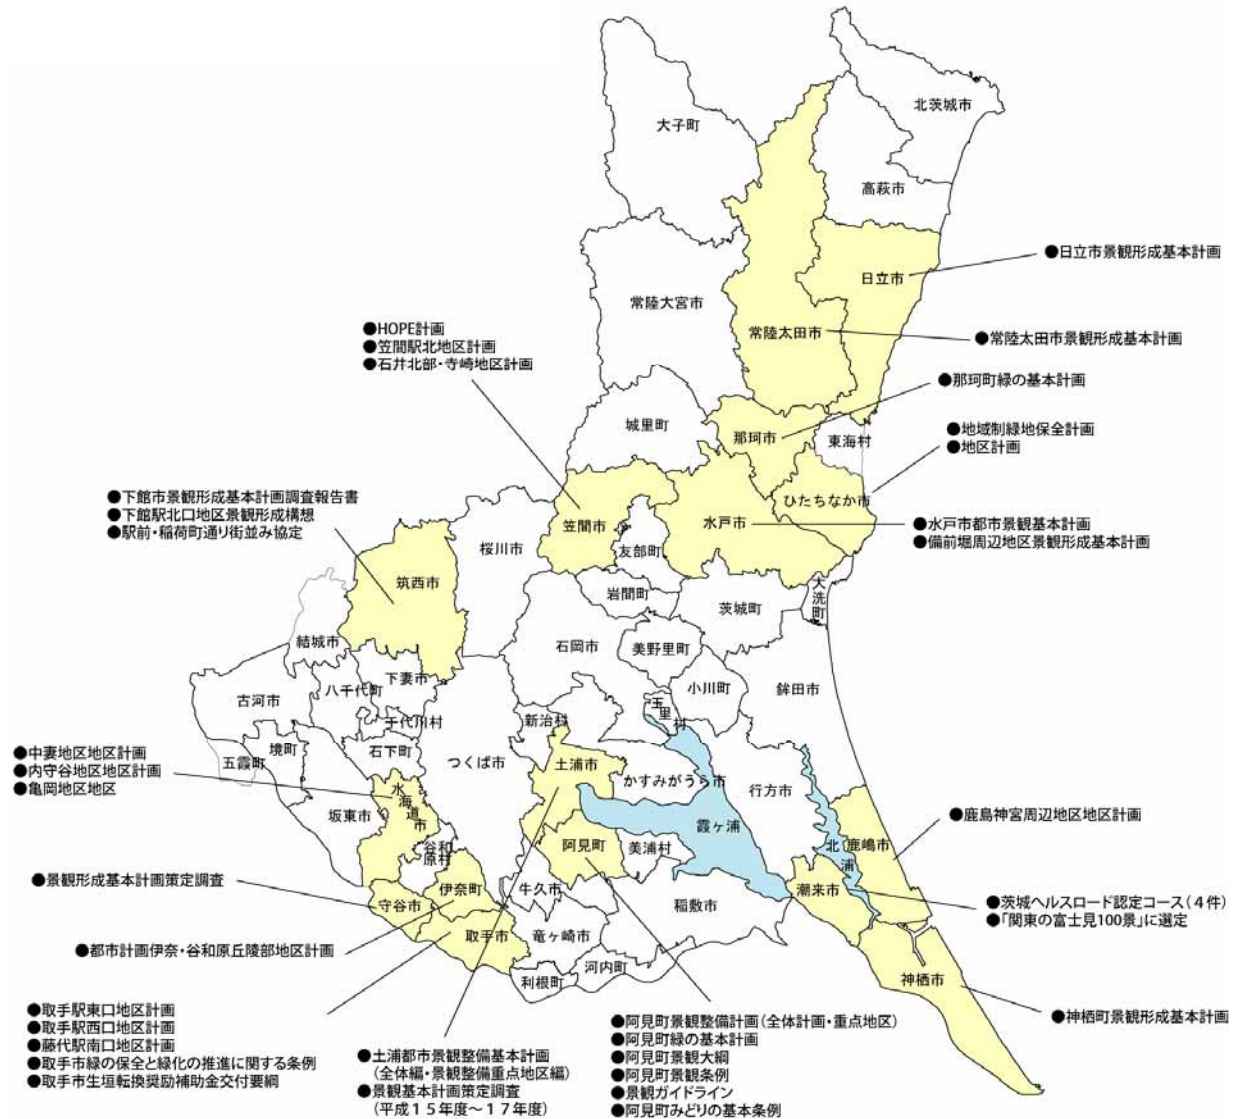 北茨城市
大子町
高萩市
●日立市景観形成基本計画
日立市
常陸大宮市
●HOPE計画
●笠間駅北地区計画
●石井北部・寺崎地区計画
常陸太田市
●常陸太田市景観形成基本計画
●那珂町緑の基本計画
城里町
那珂市
東海村
●地域制緑地保全計画
●地区計画
●下館市景観形成基本計画調査報告書
●下館駅北口地区景観形成構想
●駅前・稲荷町通り街並み協定
ひたちなか市
笠間市
水戸市
●水戸市都市景観基本計画
●備前堀周辺地区景観形成基本計画
桜川市
友部町
筑西市
岩間町
茨城町
大洗町
結城市
石岡市
美野里町
下妻市
八千代町
古河市
小川町
鉾田市
玉里村
千代川村
新治村
●中妻地区地区計画
●内守谷地区地区計画
●亀岡地区地区
五霞町
境町
石下町
つくば市
土浦市
かすみがうら市
行方市
水海道市
坂東市
霞ヶ浦
●鹿島神宮周辺地区地区計画
谷和原村
阿見町
美浦村
北浦
鹿嶋市
●景観形成基本計画策定調査
守谷市
伊奈町
牛久市
稲敷市
潮来市
●茨城ヘルスロード認定コース(4件)
●「関東の富士見100景」に選定
●都市計画伊奈・谷和原丘陵部地区計画
取手市
竜ヶ崎市
河内町
利根町
神栖市
●神栖町景観形成基本計画
●取手駅東口地区計画
●取手駅西口地区計画
●藤代駅南口地区計画
●取手市緑の保全と緑化の推進に関する条例
●取手市生垣転換奨励補助金交付要綱
●土浦都市景観整備基本計画
(全体編・景観整備重点地区編)
●景観基本計画策定調査
(平成15年度～17年度)
●阿見町景観整備計画(全体計画・重点地区)
●阿見町緑の基本計画
●阿見町景観大綱
●阿見町景観条例
●景観ガイドライン
●阿見町みどりの基本条例